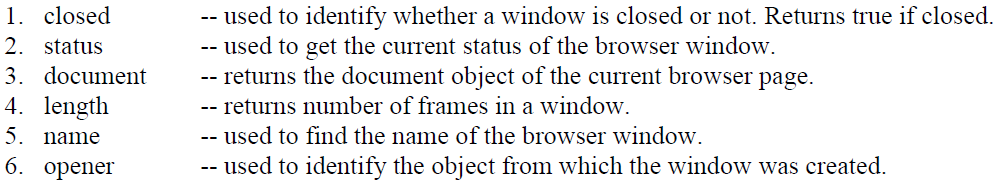 1. closed -- used to identify whether a window is closed or not. Returns true if closed.
2. status -- used to get the current status of the browser window.
3. document -- returns the document object of the current browser page.
4. length -- returns number of frames in a window.
5. name -- used to find the name of the browser window.
6. opener -- used to identify the object from which the window was created.